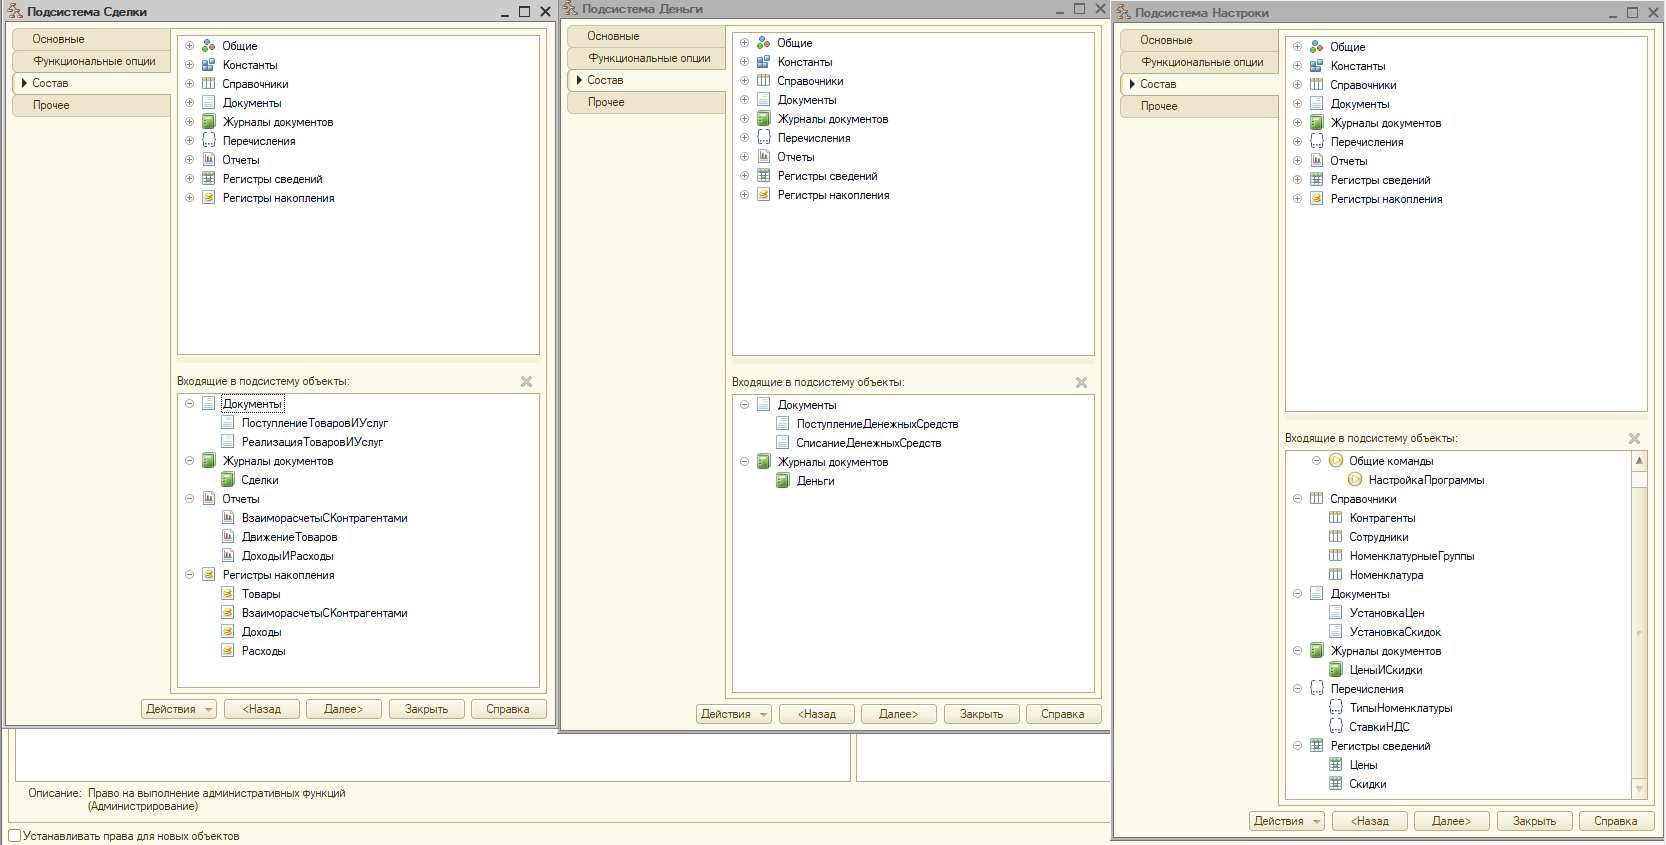 Подсистема Сделки
Основные
Функциональные опции
Состав
Прочее
Общие
Константы
Справочники
Документы
Журналы документов
Перечисления
Отчеты
Регистры сведений
Регистры накопления
Входящие в подсистему объекты:
Документы
ПоступлениеТоваровИУслуг
РеализацияТоваровИУслуг
Журналы документов
Сделки
Отчеты
ВзаиморасчетыСКонтрагентами
ДвижениеТоваров
ДоходыИРасходы
Регистры накопления
Товары
ВзаиморасчетыСКонтрагентами
Доходы
Расходы
Действия
<Назад
Далее>
Закрыть
Справка
Подсистема Деньги
Основные
Функциональные опции
Состав
Прочее
Общие
Константы
Справочники
Документы
Журналы документов
Перечисления
Отчеты
Регистры сведений
Регистры накопления
Входящие в подсистему объекты:
Документы
ПоступлениеДенежныхСредств
СписаниеДенежныхСредств
Журналы документов
Деньги
Действия
<Назад
Далее>
Закрыть
Справка
Подсистема Настроки
Основные
Функциональные опции
Состав
Прочее
Общие
Константы
Справочники
Документы
Журналы документов
Перечисления
Отчеты
Регистры сведений
Регистры накопления
Входящие в подсистему объекты:
Общие команды
НастройкаПрограммы
Справочники
Контрагенты
Сотрудники
НоменклатурныеГруппы
Номенклатура
Документы
УстановкаЦен
УстановкаСкидок
Журналы документов
ЦеныИСкидки
Перечисления
ТипыНоменклатуры
СтавкиНДС
Регистры сведений
Цены
Скидки
Действия
<Назад
Далее>
Закрыть
Справка
Описание: Право на выполнение административных функций
(Администрирование)
Устанавливать права для новых объектов